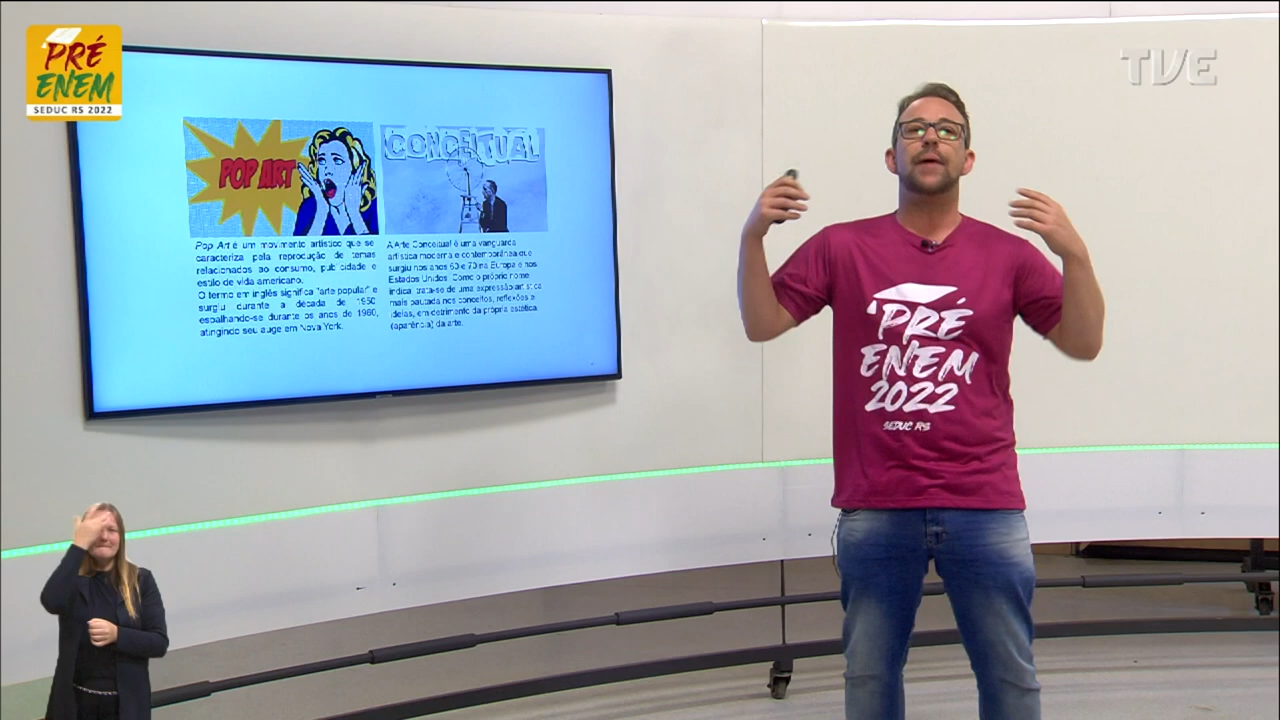 PRÉ
ENEM
SEDUC RS 2022
TVE
POP ART
CONCEITUAL
Pop Art é um movimento artístico que se
caracteriza pela reprodução de temas
relacionados ao consumo, publicidade e
estilo de vida americano.
O termo em inglês significa "arte popular" e
surgiu durante a década de 1950
espalhando-se durante os anos de 1960,
atingindo seu auge em Nova York.
A Arte Conceitual é uma vanguarda
artística moderna e contemporânea que
surgiu nos anos 60 e 70 na Europa e nos
Estados Unidos. Como o próprio nome
indica, trata-se de uma expressão artística
mais pautada nos conceitos, reflexões e
ideias, em detrimento da própria estética
(aparência) da arte.
PRÉ
ENEM
2022
SEDUC RS